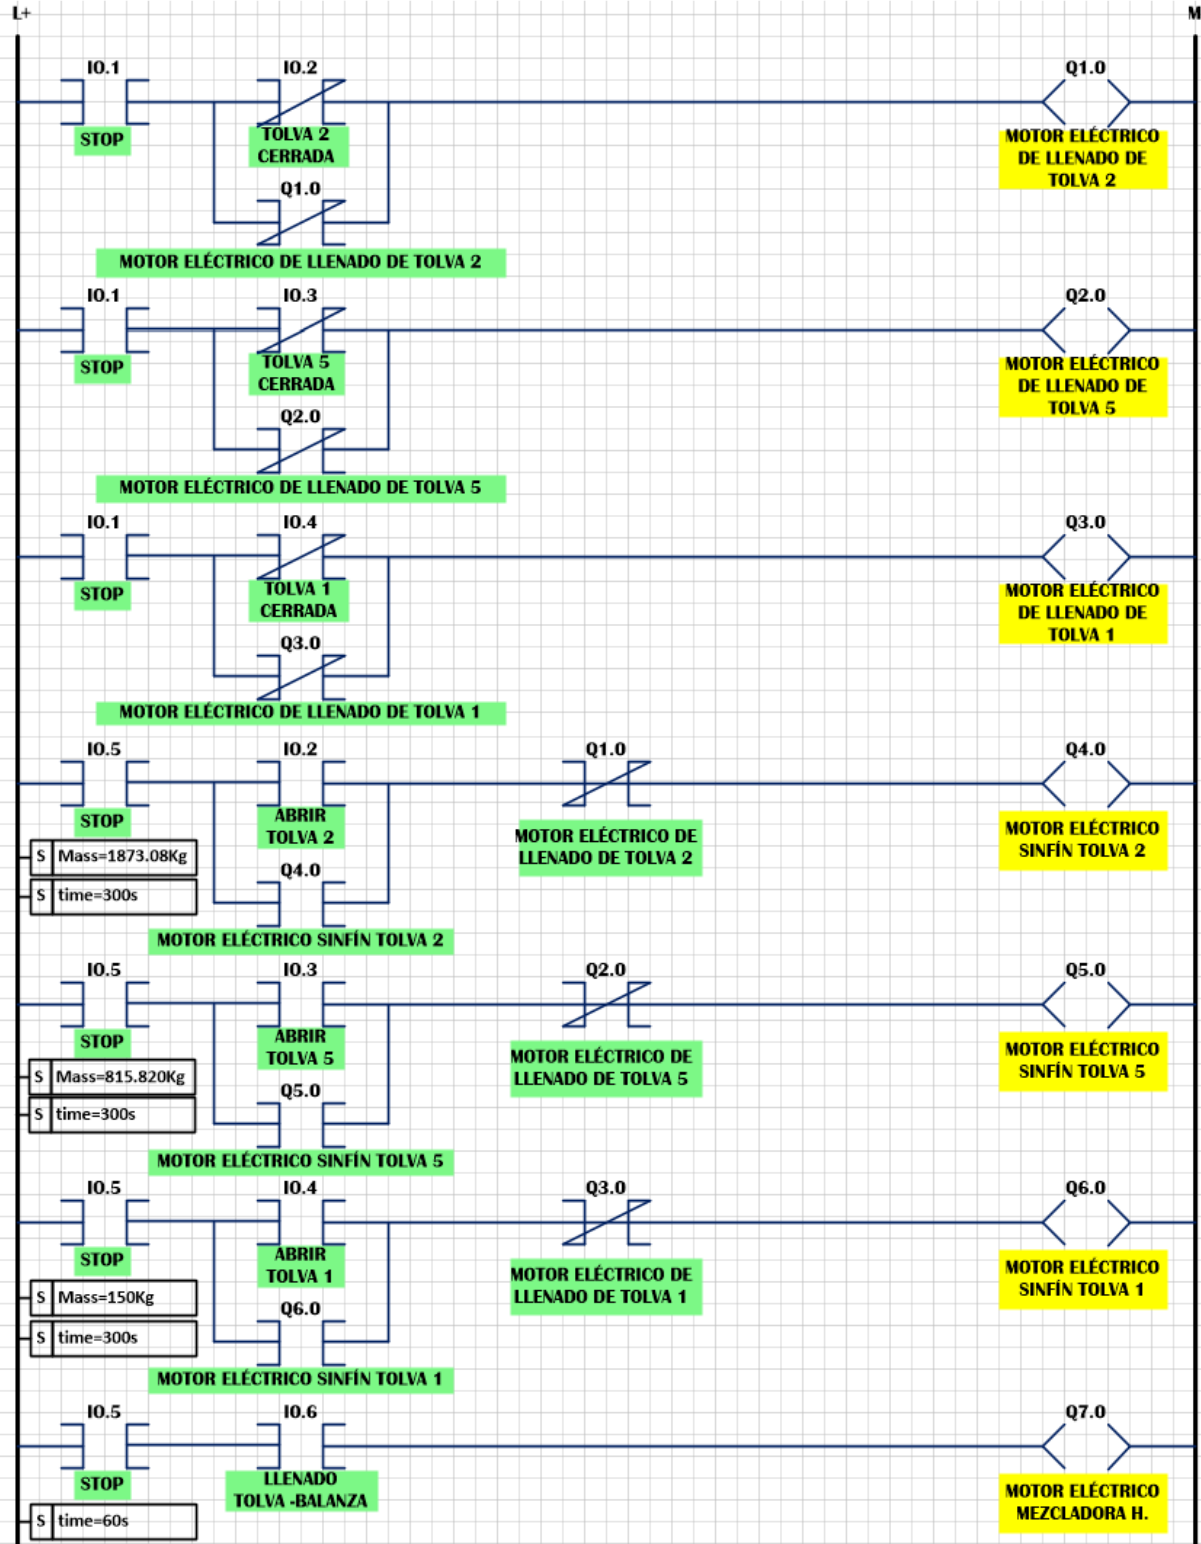 L+
M
I0.1
I0.2
Q1.0
STOP
TOLVA 2
CERRADA
MOTOR ELÉCTRICO
DE LLENADO DE
TOLVA 2
Q1.0
MOTOR ELÉCTRICO DE LLENADO DE TOLVA 2
I0.1
I0.3
Q2.0
STOP
TOLVA 5
CERRADA
MOTOR ELÉCTRICO
DE LLENADO DE
TOLVA 5
Q2.0
MOTOR ELÉCTRICO DE LLENADO DE TOLVA 5
I0.1
I0.4
Q3.0
STOP
TOLVA 1
CERRADA
MOTOR ELÉCTRICO
DE LLENADO DE
TOLVA 1
Q3.0
MOTOR ELÉCTRICO DE LLENADO DE TOLVA 1
I0.5
I0.2
Q1.0
Q4.0
STOP
ABRIR
TOLVA 2
MOTOR ELÉCTRICO DE
LLENADO DE TOLVA 2
MOTOR ELÉCTRICO
SINFÍN TOLVA 2
S Mass=1873.08Kg
S time=300s
Q4.0
MOTOR ELÉCTRICO SINFÍN TOLVA 2
I0.5
I0.3
Q2.0
Q5.0
STOP
ABRIR
TOLVA 5
MOTOR ELÉCTRICO DE
LLENADO DE TOLVA 5
MOTOR ELÉCTRICO
SINFÍN TOLVA 5
S Mass=815.820Kg
S time=300s
Q5.0
MOTOR ELÉCTRICO SINFÍN TOLVA 5
I0.5
I0.4
Q3.0
Q6.0
STOP
ABRIR
TOLVA 1
MOTOR ELÉCTRICO DE
LLENADO DE TOLVA 1
MOTOR ELÉCTRICO
SINFÍN TOLVA 1
S Mass=150Kg
S time=300s
Q6.0
MOTOR ELÉCTRICO SINFÍN TOLVA 1
I0.5
I0.6
Q7.0
STOP
LLENADO
TOLVA -BALANZA
MOTOR ELÉCTRICO
MEZCLADORA H.
S time=60s